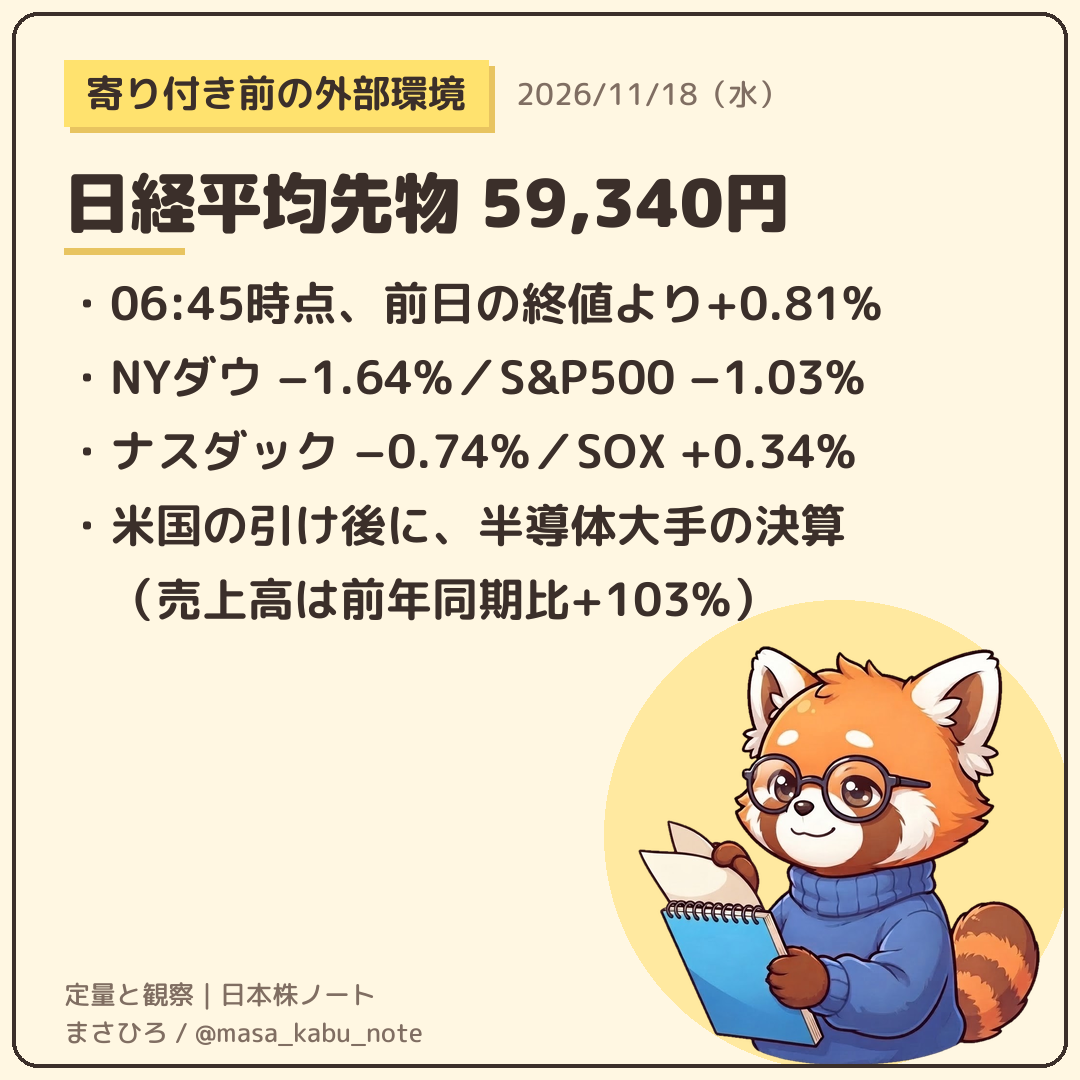 寄り付き前の外部環境 2026/11/18（水）
日経平均先物 59,340円
・06:45時点、前日の終値より+0.81%
・NYダウ −1.64%／S&P500 −1.03%
・ナスダック −0.74%／SOX +0.34%
・米国の引け後に、半導体大手の決算
（売上高は前年同期比+103%）
定量と観察 | 日本株ノート
まさひろ / @masa_kabu_note